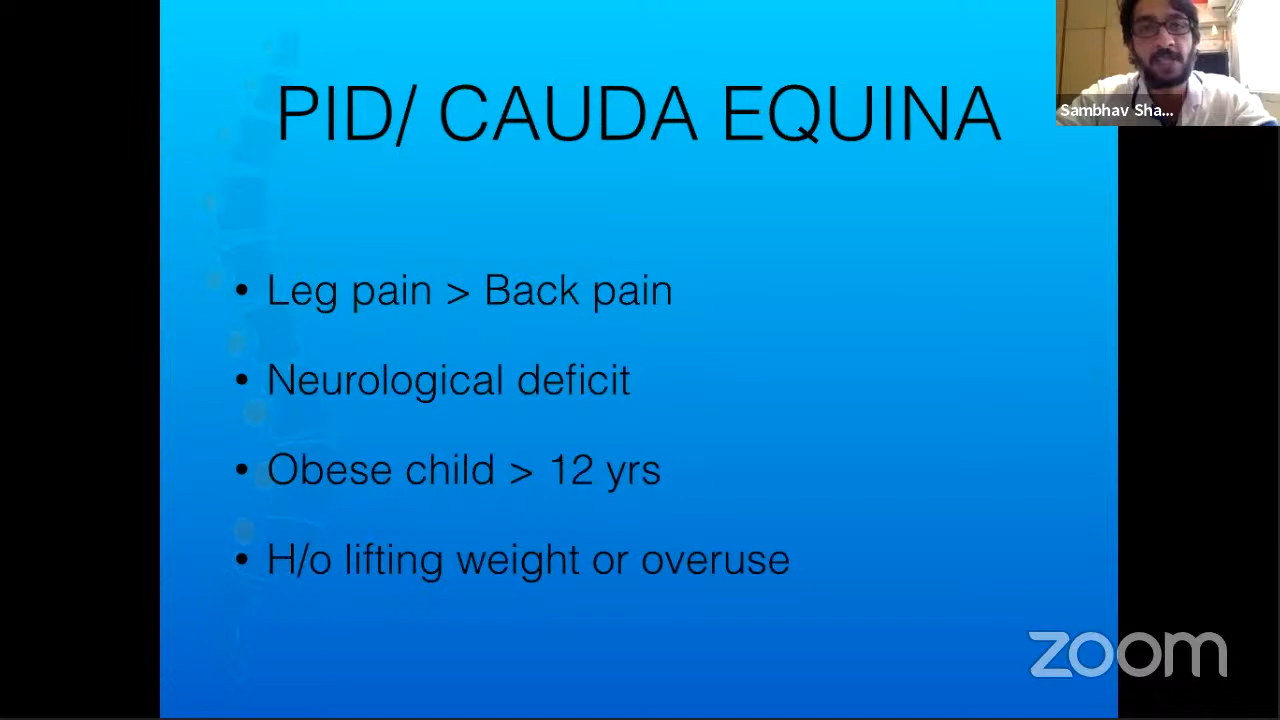 PID/ CAUDA EQUINA
Sambhav Sha...
• Leg pain > Back pain
• Neurological deficit
• Obese child > 12 yrs
• H/o lifting weight or overuse
zoom